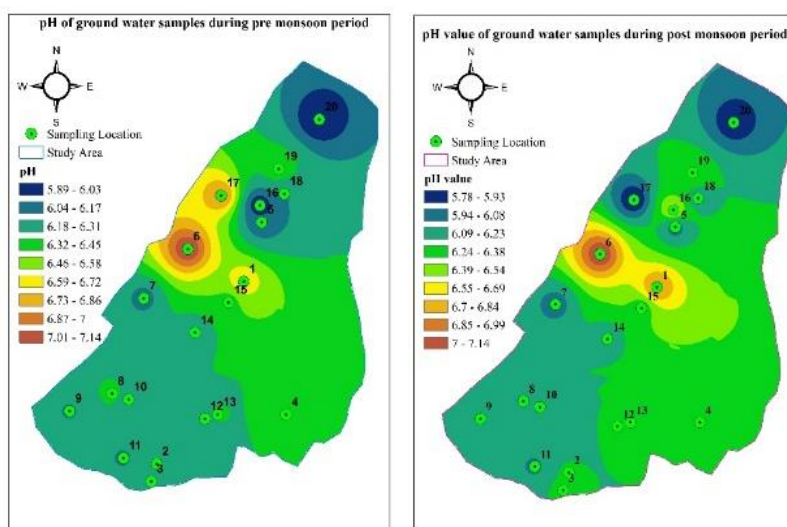 pH of ground water samples during pre monsoon period
N
W E
S
Sampling Location
Study Area
pH
5.89 - 6.03
6.04 - 6.17
6.18 - 6.31
6.32 - 6.45
6.46 - 6.58
6.59 - 6.72
6.73 - 6.86
6.87 - 7
7.01 - 7.14
20
19
18
17
16
5
6
1
7
15
14
8
10
9
12 13
4
11
2
3
pH value of ground water samples during post monsoon period
N
W E
S
Sampling Location
Study Area
pH value
5.78 - 5.93
5.94 - 6.08
6.09 - 6.23
6.24 - 6.38
6.39 - 6.54
6.55 - 6.69
6.7 - 6.84
6.85 - 6.99
7 - 7.14
20
19
17
18
16
5
6
1
7
15
14
8
10
9
12 13
4
11
2
3